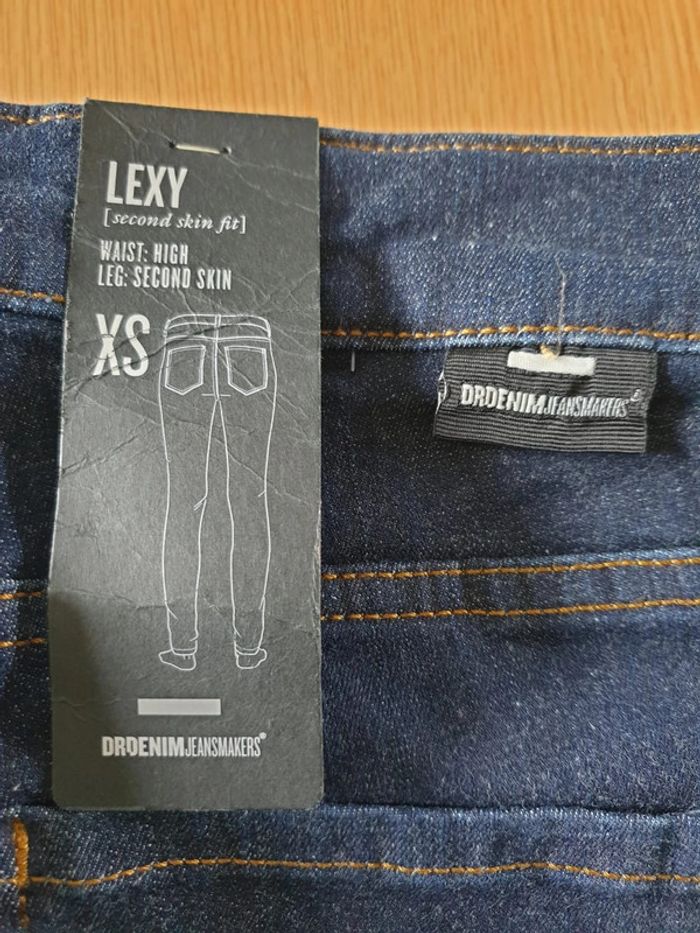 LEXY
[second skin fit]
WAIST: HIGH
LEG: SECOND SKIN
XS
DRDENIMJEANSMAKERS®
DRDENIMJEANSMAKERS®